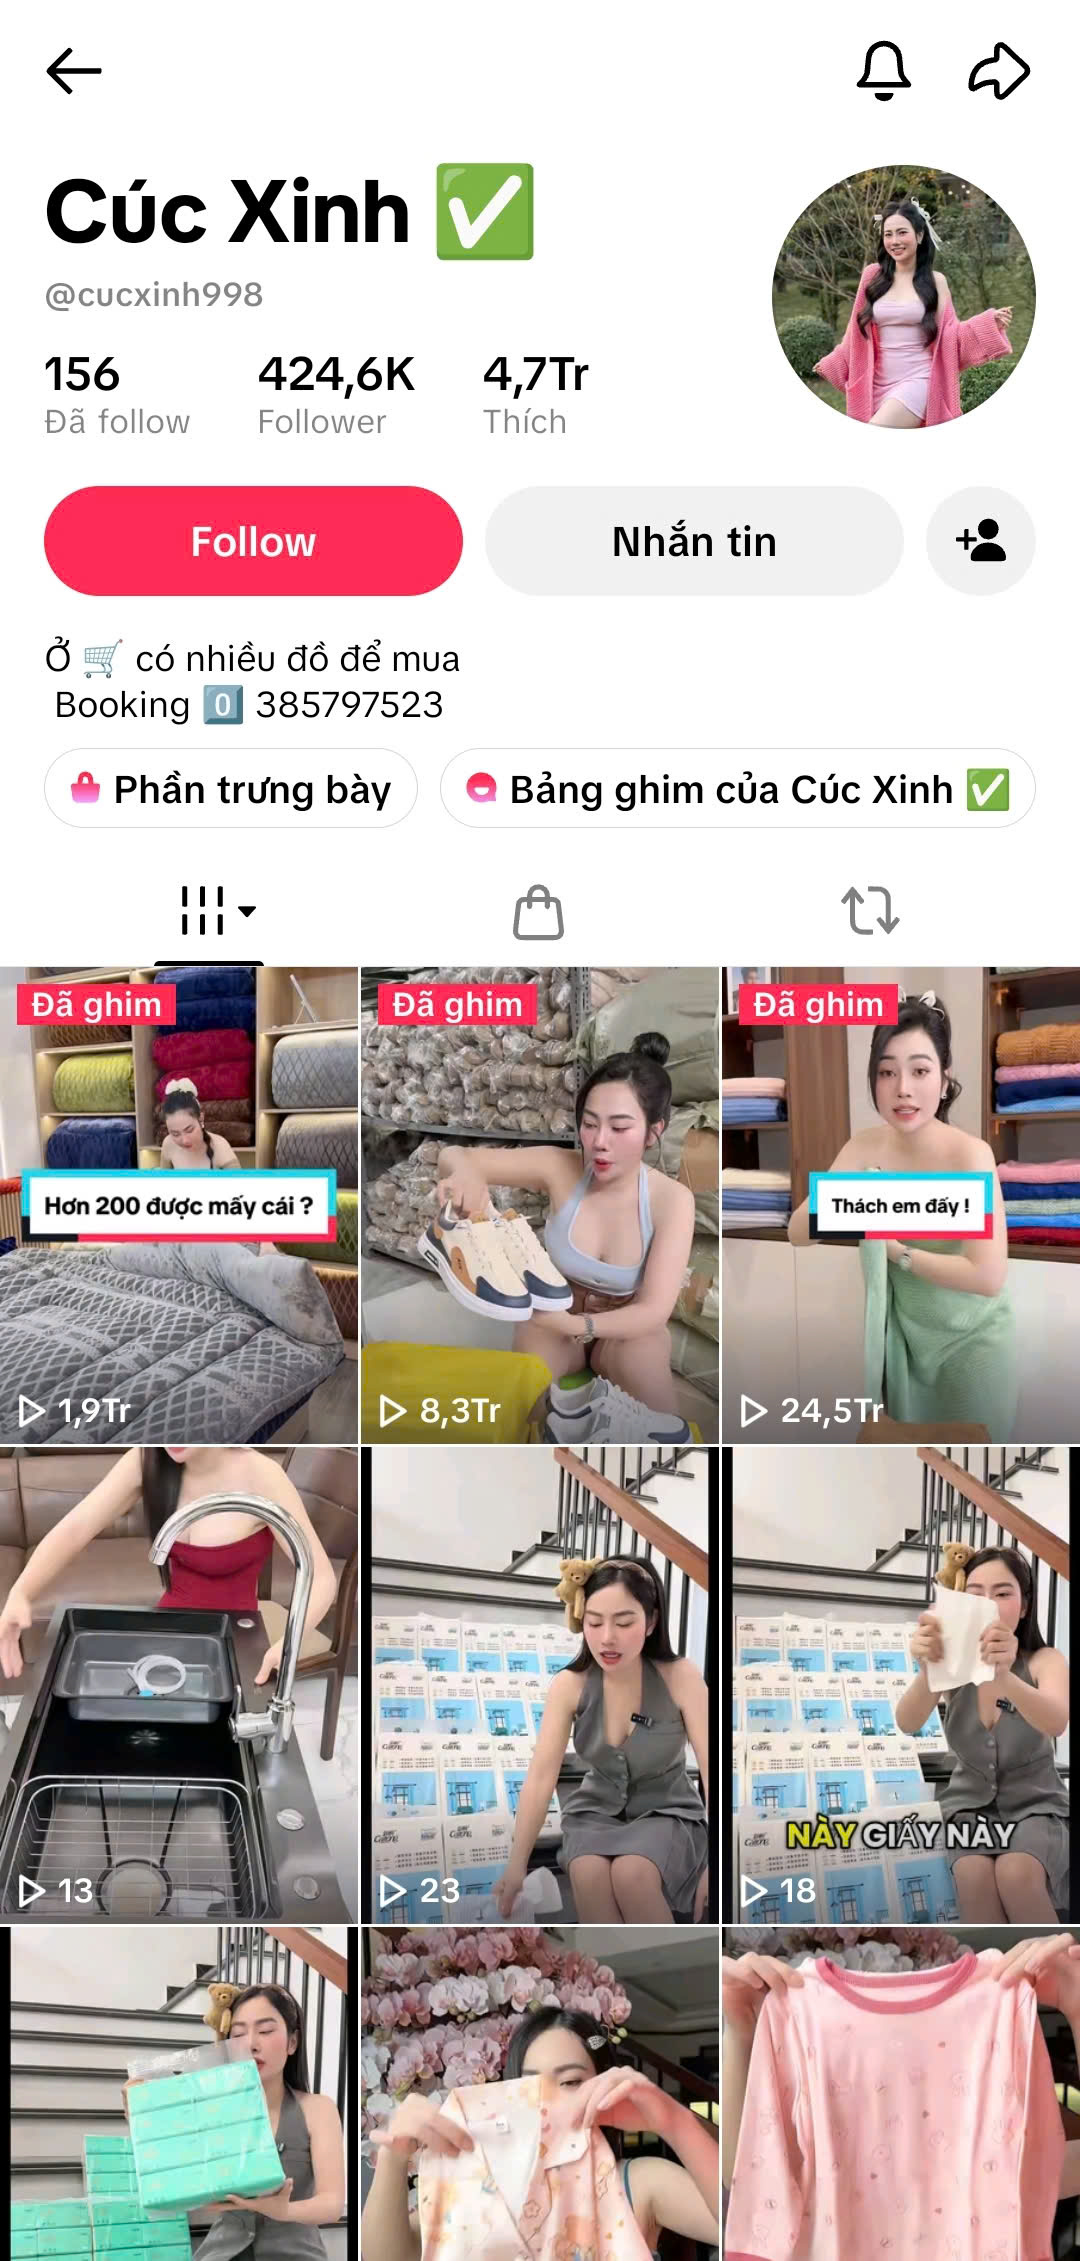 Cúc Xinh ✅
@cucxinh998
156
Đã follow
424,6K
Follower
4,7Tr
Thích
Follow
Nhắn tin
Ở 🛒 có nhiều đồ để mua
Booking 0️⃣ 385797523
Phần trưng bày
Bảng ghim của Cúc Xinh ✅
Đã ghim
Hơn 200 được mấy cái ?
1,9Tr
Đã ghim
8,3Tr
Đã ghim
Thách em đấy !
24,5Tr
13
23
NÀY GIẤY NÀY
18